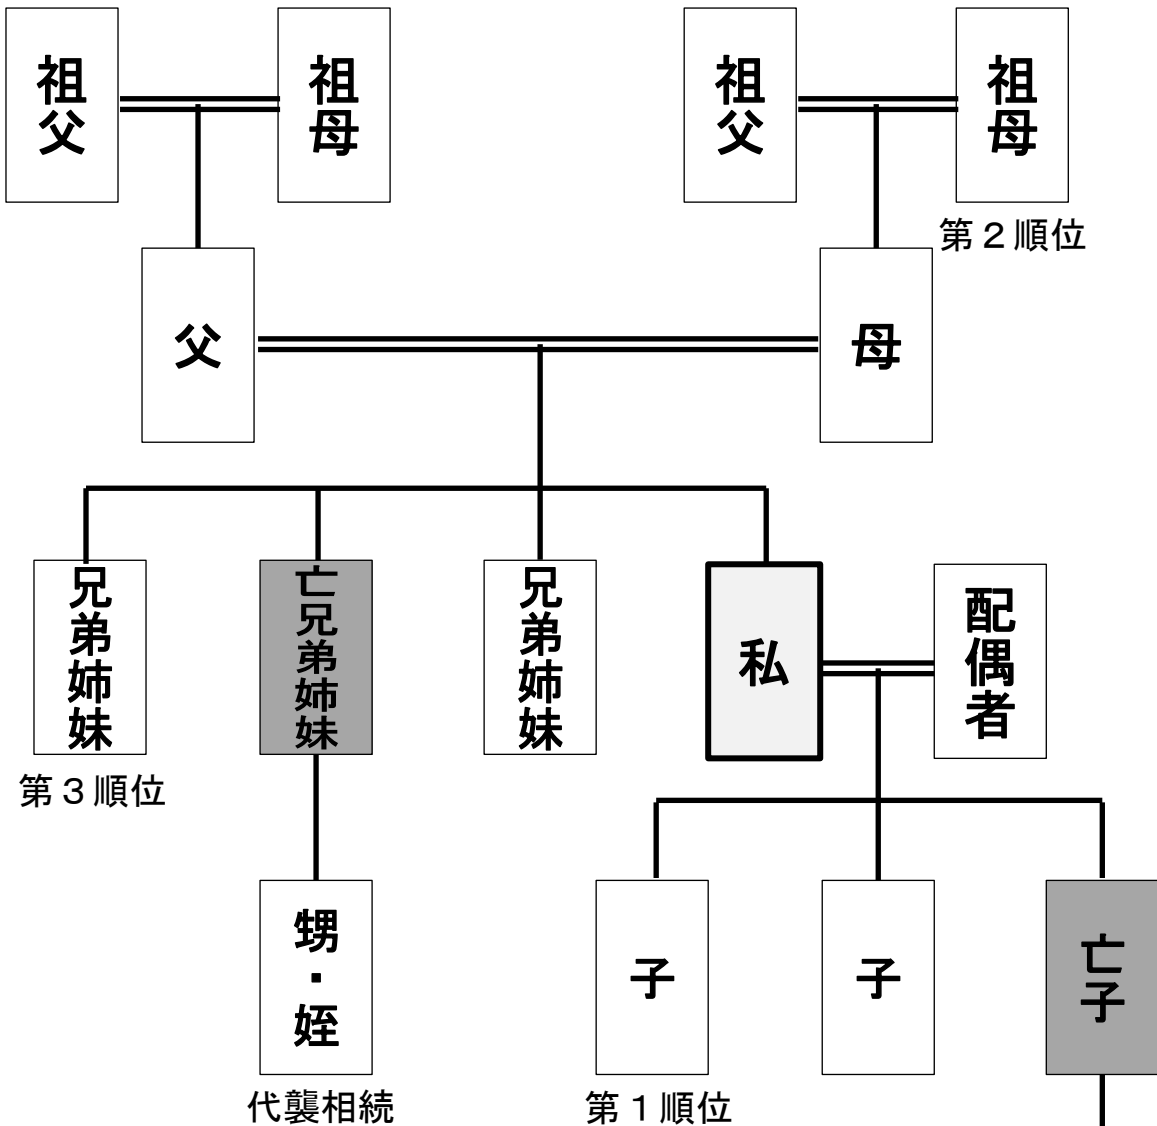 祖父
祖母
祖父
祖母
第２順位
父
母
兄弟姉妹
亡兄弟姉妹
兄弟姉妹
私
配偶者
第３順位
甥・姪
子
子
亡子
代襲相続
第１順位